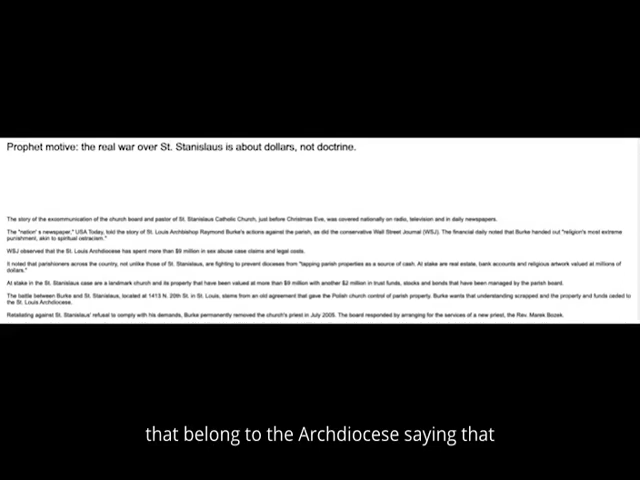 Prophet motive: the real war over St. Stanislaus is about dollars, not doctrine.
The story of the excommunication of the church board and pastor of St. Stanislaus Catholic Church, just before Christmas Eve, was covered nationally on radio, television and in daily newspapers.
The "nation' s newspaper," USA Today, told the story of St. Louis Archbishop Raymond Burke's actions against the parish, as did the conservative Wall Street Journal (WSJ). The financial daily noted that Burke handed out "religion's most extreme
punishment, akin to spiritual ostracism."
WSJ observed that the St. Louis Archdiocese has spent more than $9 million in sex abuse case claims and legal costs.
It noted that parishioners across the country, not unlike those of St. Stanislaus, are fighting to prevent dioceses from "tapping parish properties as a source of cash. At stake are real estate, bank accounts and religious artwork valued at millions of
dollars."
At stake in the St. Stanislaus case are a landmark church and its property that have been valued at more than $9 million with another $2 million in trust funds, stocks and bonds that have been managed by the parish board.
The battle between Burke and St. Stanislaus, located at 1413 N. 20th St. in St. Louis, stems from an old agreement that gave the Polish church control of parish property. Burke wants that understanding scrapped and the property and funds ceded to
the St. Louis Archdiocese.
Retaliating against St. Stanislaus' refusal to comply with his demands, Burke permanently removed the church's priest in July 2005. The board responded by arranging for the services of a new priest, the Rev. Marek Bozek.
that belong to the Archdiocese saying that